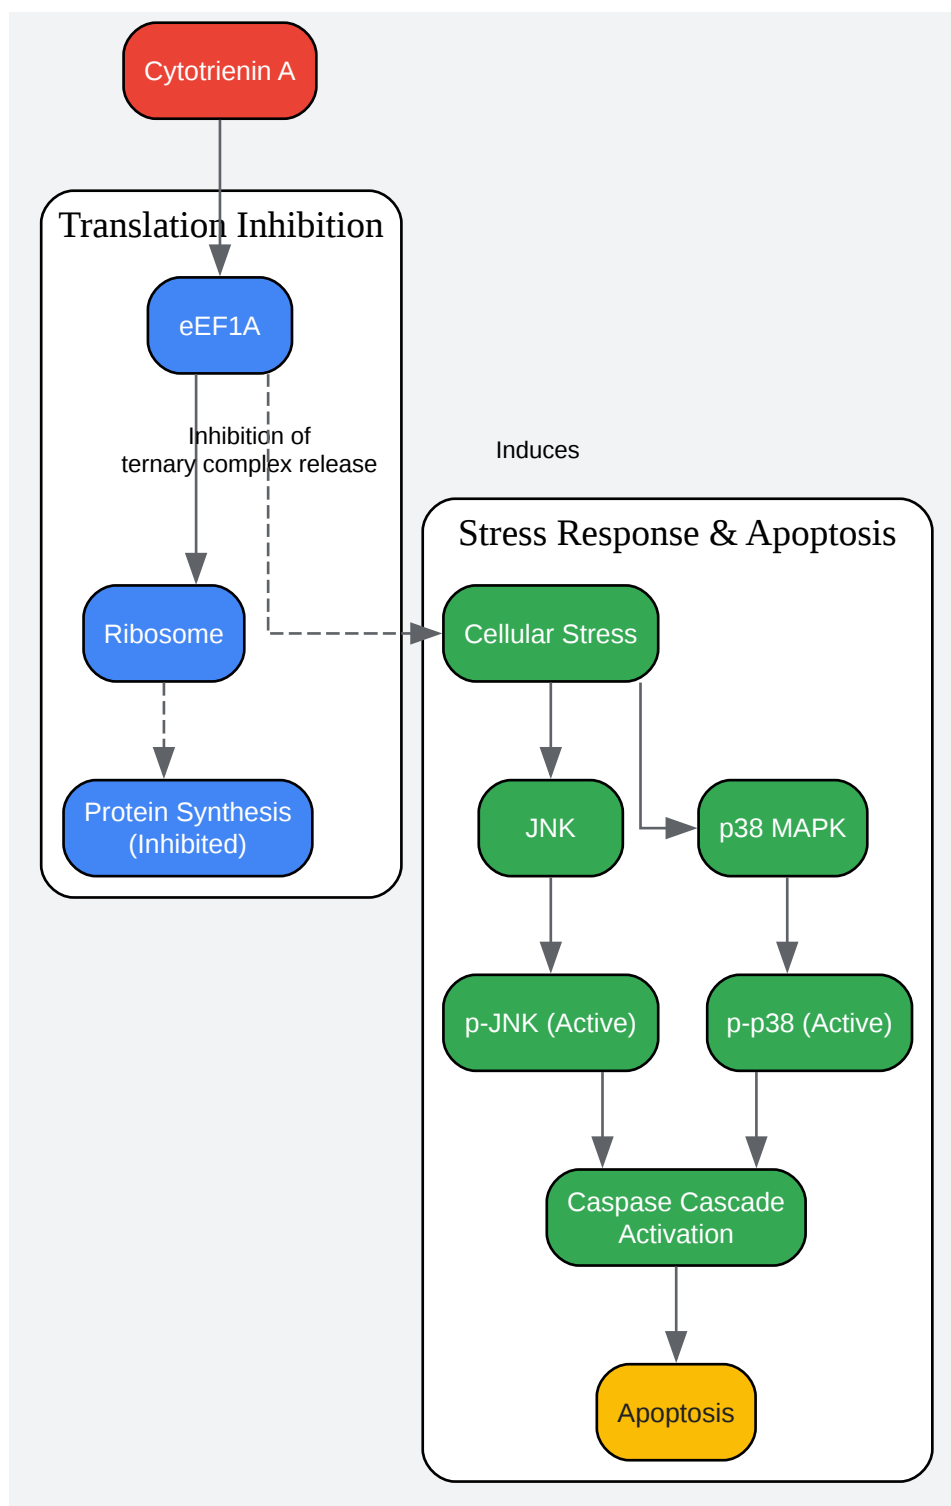 Cytotrienin A
Translation Inhibition
eEF1A
Inhibition of
ternary complex release
Induces
Stress Response & Apoptosis
Ribosome
Cellular Stress
Protein Synthesis
(Inhibited)
JNK
p38 MAPK
p-JNK (Active)
p-p38 (Active)
Caspase Cascade
Activation
Apoptosis